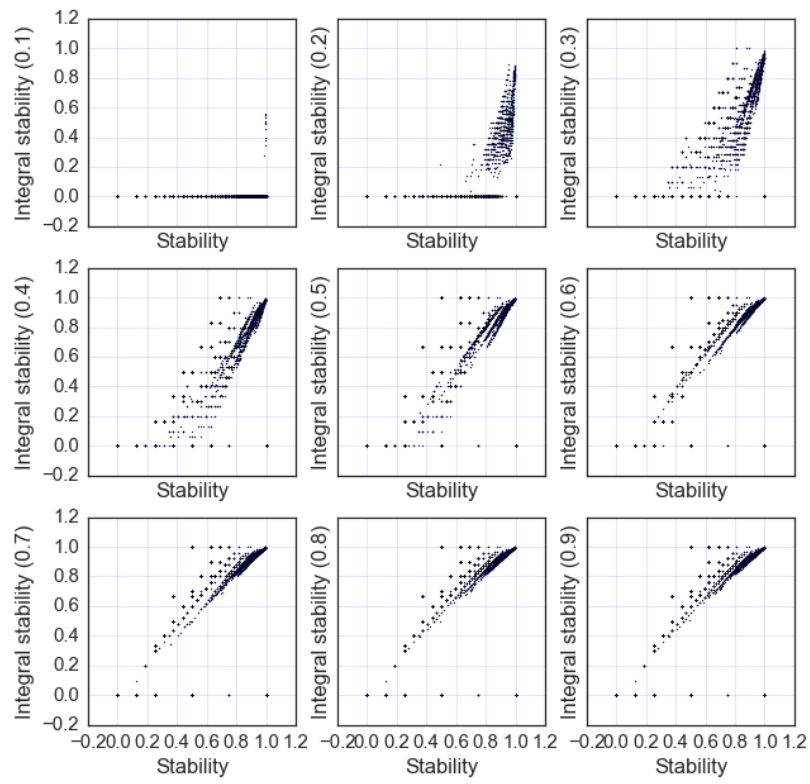 Integral stability (0.1)
1.2
1.0
0.8
0.6
0.4
0.2
0.0
−0.2
Stability
Integral stability (0.2)
Stability
Integral stability (0.3)
Stability
Integral stability (0.4)
1.2
1.0
0.8
0.6
0.4
0.2
0.0
−0.2
Stability
Integral stability (0.5)
Stability
Integral stability (0.6)
Stability
Integral stability (0.7)
1.2
1.0
0.8
0.6
0.4
0.2
0.0
−0.2
−0.20.0 0.2 0.4 0.6 0.8 1.0 1.2
Stability
Integral stability (0.8)
−0.20.0 0.2 0.4 0.6 0.8 1.0 1.2
Stability
Integral stability (0.9)
−0.20.0 0.2 0.4 0.6 0.8 1.0 1.2
Stability